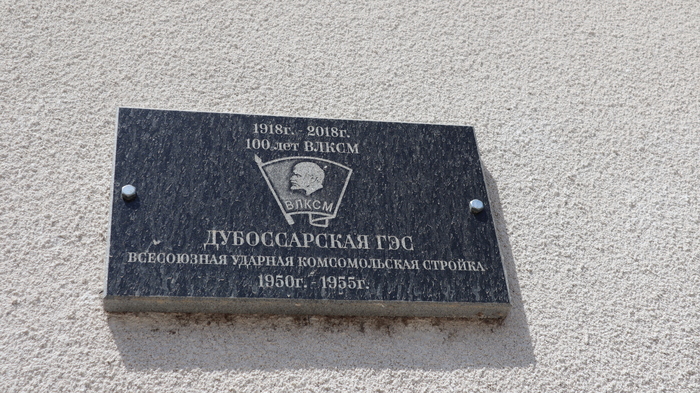 1918г. - 2018г.
100 лет ВЛКСМ
ВЛКСМ
ДУБОССАРСКАЯ ГЭС
ВСЕСОЮЗНАЯ УДАРНАЯ КОМСОМОЛЬСКАЯ СТРОЙКА
1950г. - 1955г.